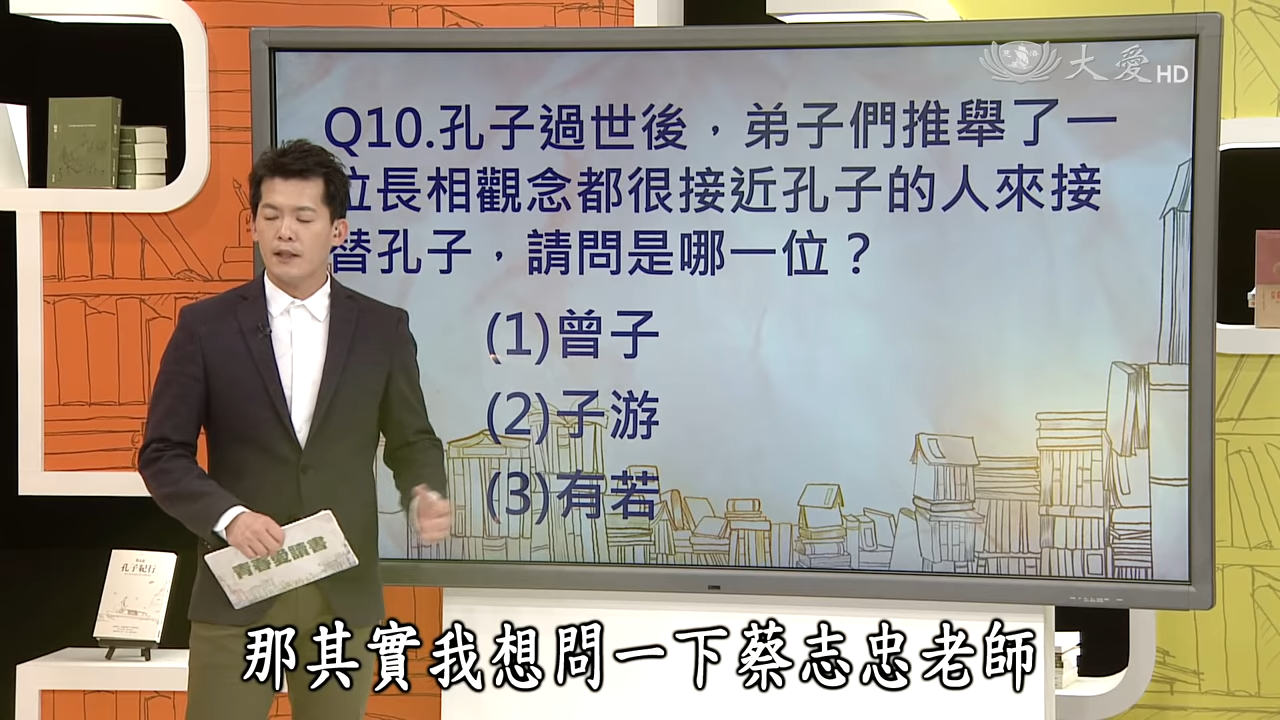 大愛HD
Q10.孔子過世後，弟子們推舉了一
位長相觀念都很接近孔子的人來接
替孔子，請問是哪一位？
(1)曾子
(2)子游
(3)有若
青春愛讀書
孔子紀行
那其實我想問一下蔡志忠老師